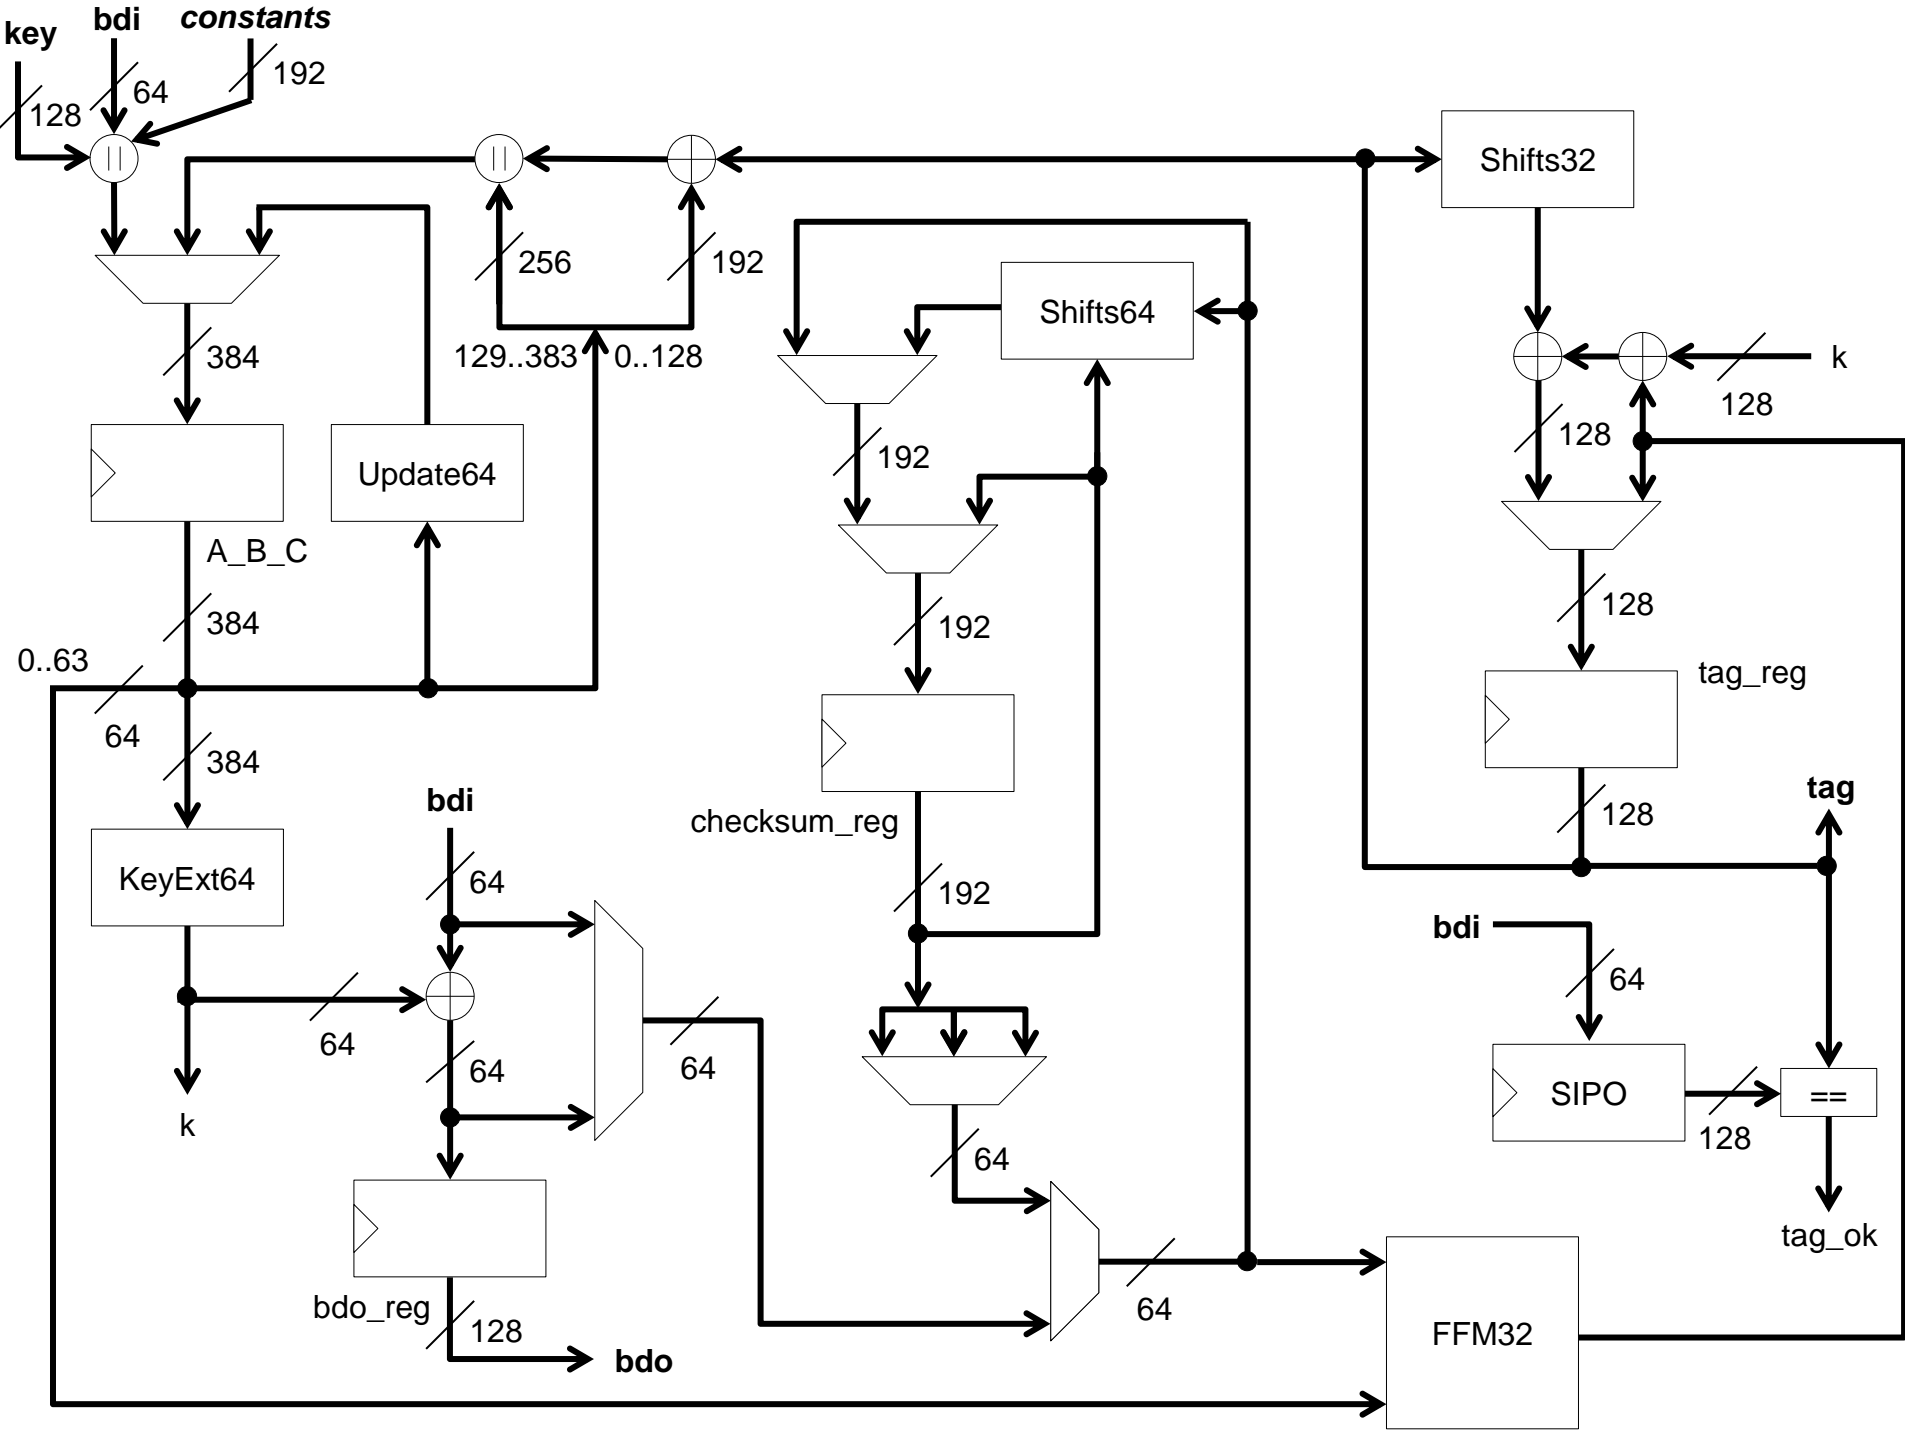 key
bdi
constants
192
64
128
||
||
Shifts32
256
192
Shifts64
384
129..383
0..128
k
128
128
192
Update64
A_B_C
384
192
128
0..63
64
384
tag_reg
bdi
checksum_reg
128
tag
KeyExt64
64
192
bdi
64
64
64
64
k
SIPO
==
128
64
tag_ok
bdo_reg
128
64
bdo
FFM32